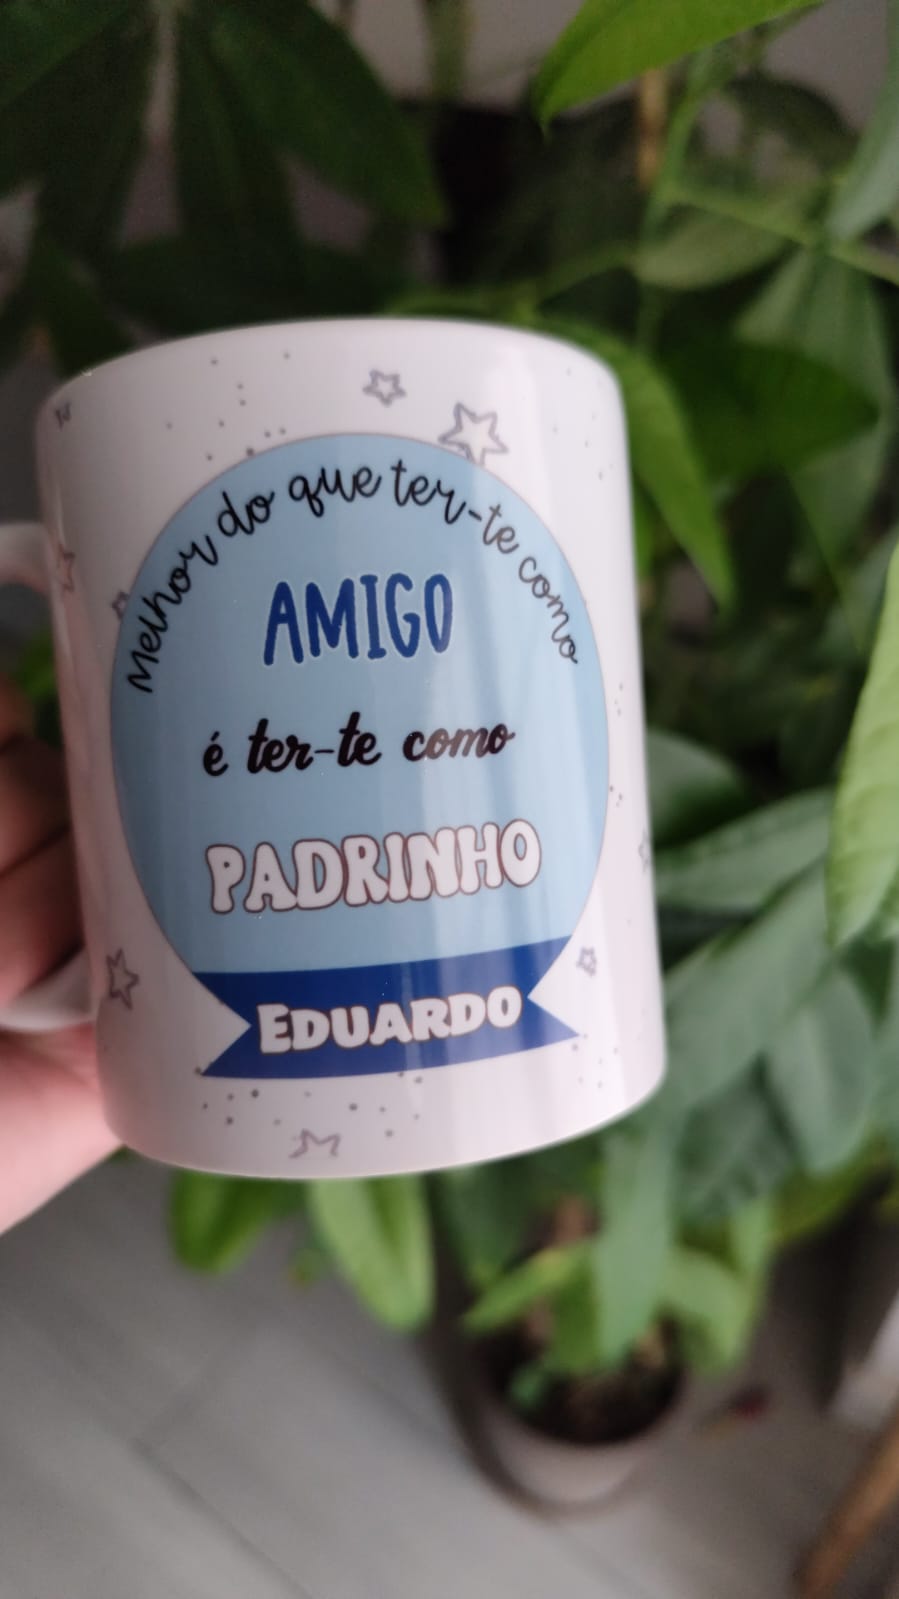 Melhor do que ter-te como
AMIGO
é ter-te como
PADRINHO
EDUARDO